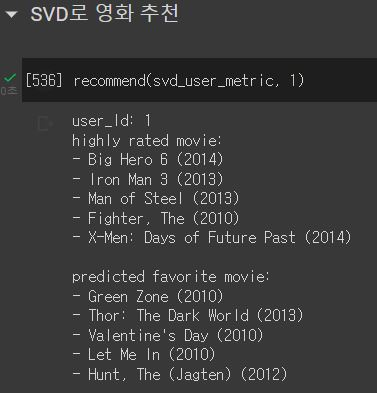 SVD로 영화 추천
[536] recommend(svd_user_metric, 1)
0초
user_Id: 1
highly rated movie:
- Big Hero 6 (2014)
- Iron Man 3 (2013)
- Man of Steel (2013)
- Fighter, The (2010)
- X-Men: Days of Future Past (2014)
predicted favorite movie:
- Green Zone (2010)
- Thor: The Dark World (2013)
- Valentine's Day (2010)
- Let Me In (2010)
- Hunt, The (Jagten) (2012)